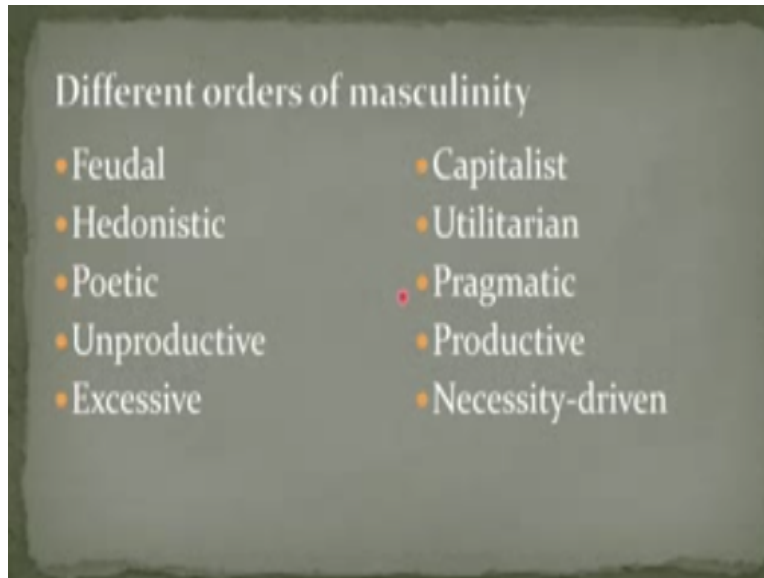 Different orders of masculinity
•Feudal
•Hedonistic
•Poetic
•Unproductive
•Excessive
•Capitalist
•Utilitarian
•Pragmatic
•Productive
•Necessity-driven